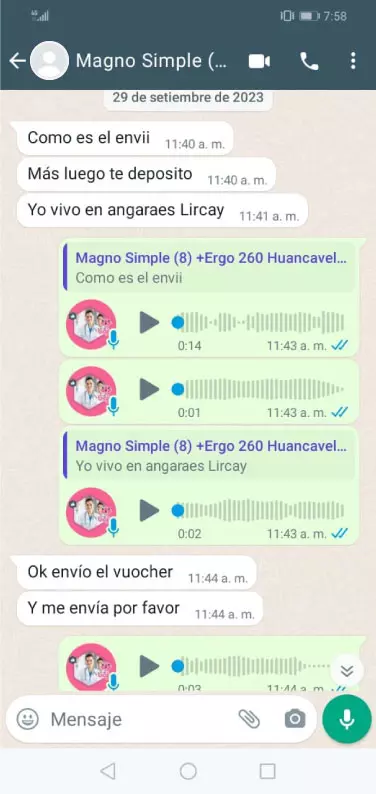 7:58
Magno Simple (...
29 de setiembre de 2023
Como es el envii
11:40 a. m.
Más luego te deposito
11:40 a. m.
Yo vivo en angaraes Lircay
11:41 a. m.
Magno Simple (8) +Ergo 260 Huancavel...
Como es el envii
0:14
11:43 a. m.
0:01
11:43 a. m.
Magno Simple (8) +Ergo 260 Huancavel...
Yo vivo en angaraes Lircay
0:02
11:43 a. m.
Ok envío el vuocher
11:44 a. m.
Y me envía por favor
11:44 a. m.
0:03
11:44 a. m.
Mensaje